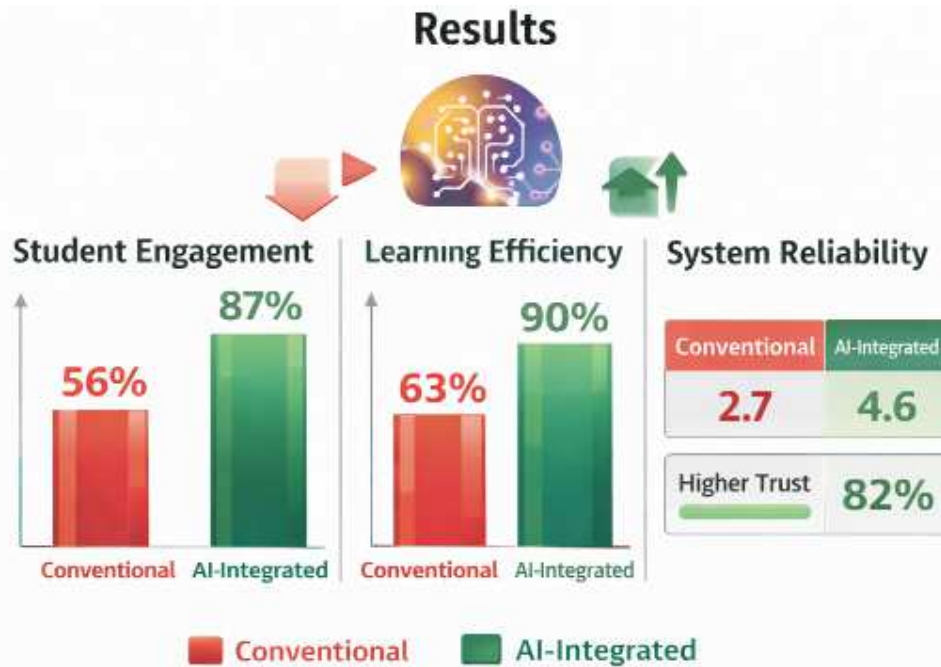 Results
Student Engagement
87%
56%
Conventional AI-Integrated
Learning Efficiency
90%
63%
Conventional AI-Integrated
System Reliability
Conventional AI-Integrated
2.7 4.6
Higher Trust 82%
Conventional AI-Integrated